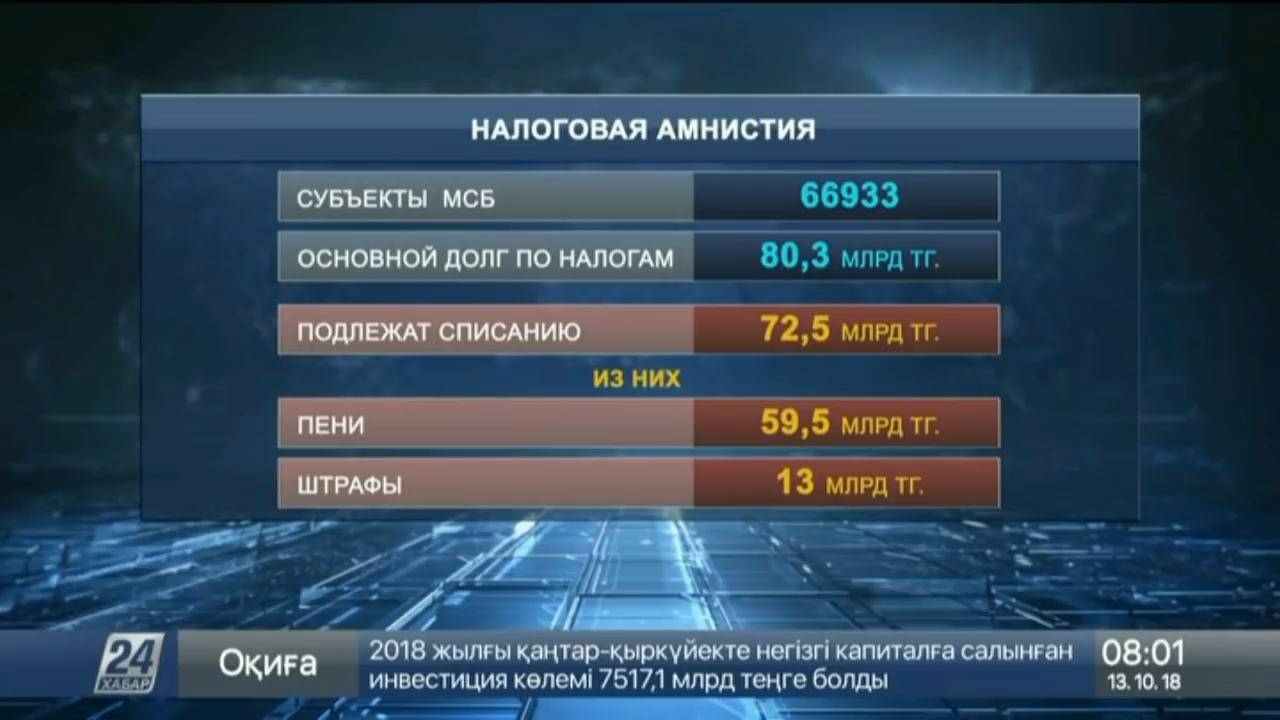 НАЛОГОВАЯ АМНИСТИЯ
СУБЪЕКТЫ МСБ 66933
ОСНОВНОЙ ДОЛГ ПО НАЛОГАМ 80,3 МЛРД ТГ.
ПОДЛЕЖАТ СПИСАНИЮ 72,5 МЛРД ТГ.
ИЗ НИХ
ПЕНИ 59,5 МЛРД ТГ.
ШТРАФЫ 13 МЛРД ТГ.
24
ХАБАР
Оқиға
2018 жылғы қаңтар-қыркүйекте негізгі капиталға салынған
инвестиция көлемі 7517,1 млрд теңге болды
08:01
13. 10. 18